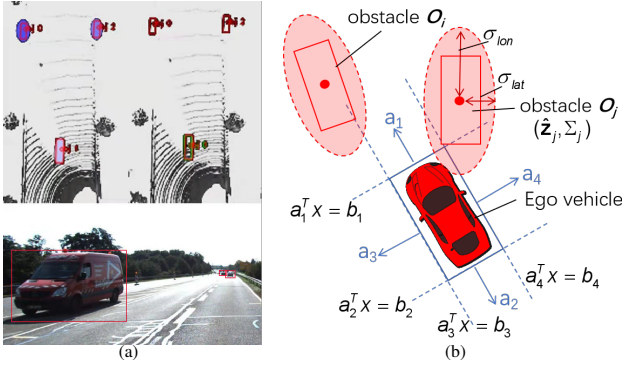 obstacle O_i
σ_lon
σ_lat
obstacle O_j
(ẑ_j, Σ_j)
a_1
a_4
a_1^T x = b_1
Ego vehicle
a_3
a_2
a_4^T x = b_4
a_2^T x = b_2
a_3^T x = b_3
(a)
(b)